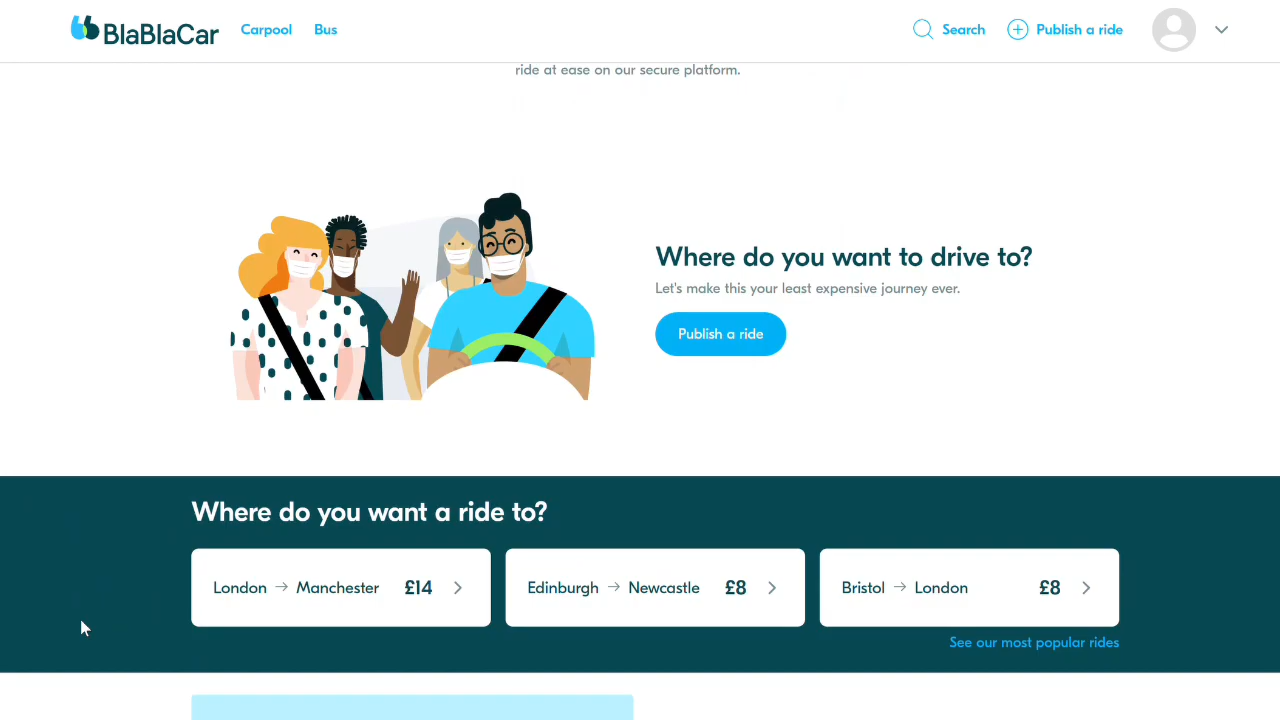 BlaBlaCar Carpool Bus Search Publish a ride
ride at ease on our secure platform.
Where do you want to drive to?
Let's make this your least expensive journey ever.
Publish a ride
Where do you want a ride to?
London → Manchester £14
Edinburgh → Newcastle £8
Bristol → London £8
See our most popular rides